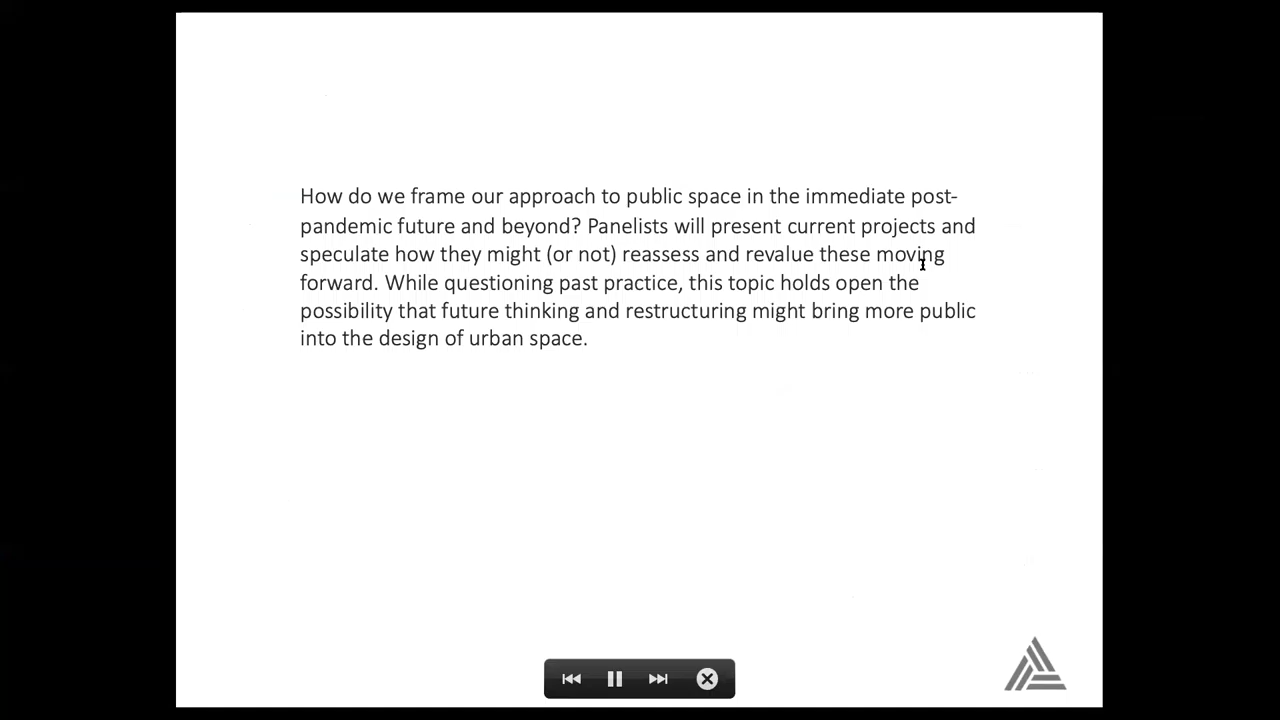 How do we frame our approach to public space in the immediate post-
pandemic future and beyond? Panelists will present current projects and
speculate how they might (or not) reassess and revalue these moving
forward. While questioning past practice, this topic holds open the
possibility that future thinking and restructuring might bring more public
into the design of urban space.